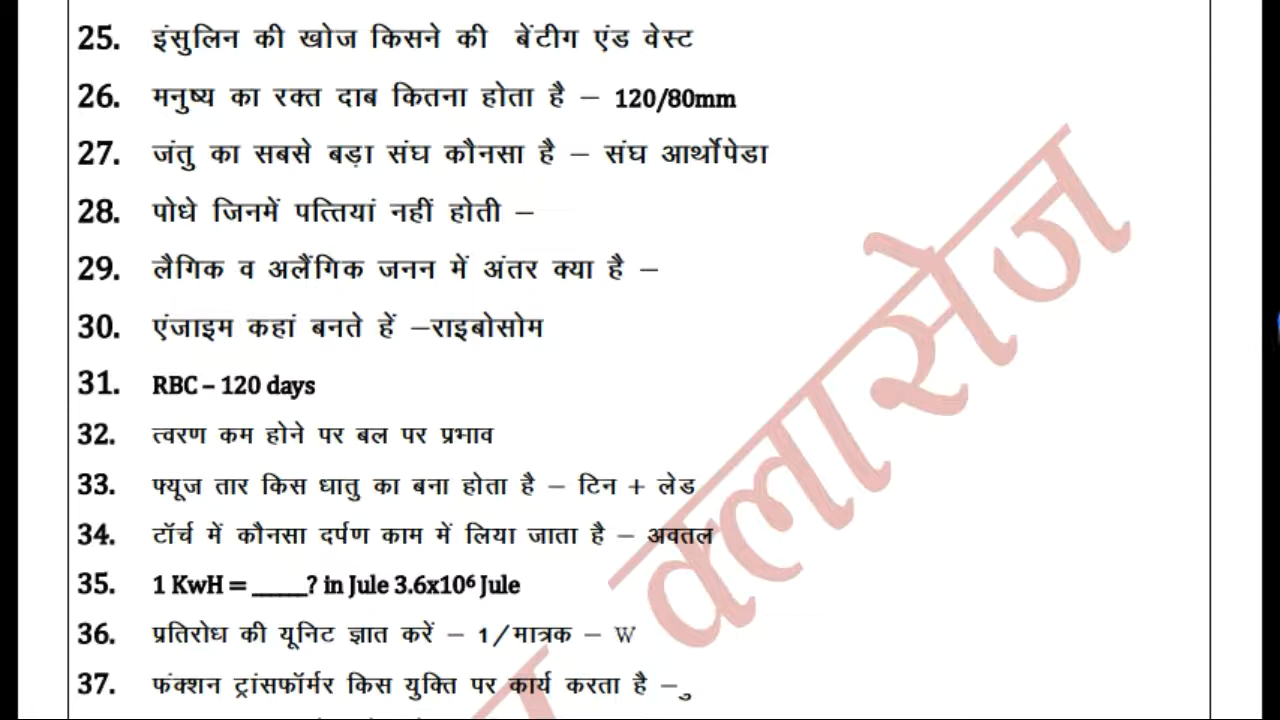 25. इंसुलिन की खोज किसने की बेंटीग एंड वेस्ट
26. मनुष्य का रक्त दाब कितना होता है – 120/80mm
27. जंतु का सबसे बड़ा संघ कौनसा है – संघ आर्थोपेडा
28. पोधे जिनमें पत्तियां नहीं होती –
29. लैगिक व अलैंगिक जनन में अंतर क्या है –
30. एंजाइम कहां बनते हें –राइबोसोम
31. RBC – 120 days
32. त्वरण कम होने पर बल पर प्रभाव
33. फ्यूज तार किस धातु का बना होता है – टिन + लेड
34. टॉर्च में कौनसा दर्पण काम में लिया जाता है – अवतल
35. 1 KwH = _____? in Jule 3.6x10⁶ Jule
36. प्रतिरोध की यूनिट ज्ञात करें – 1/मात्रक – W
37. फंक्शन ट्रांसफॉर्मर किस युक्ति पर कार्य करता है –
क्लासेज